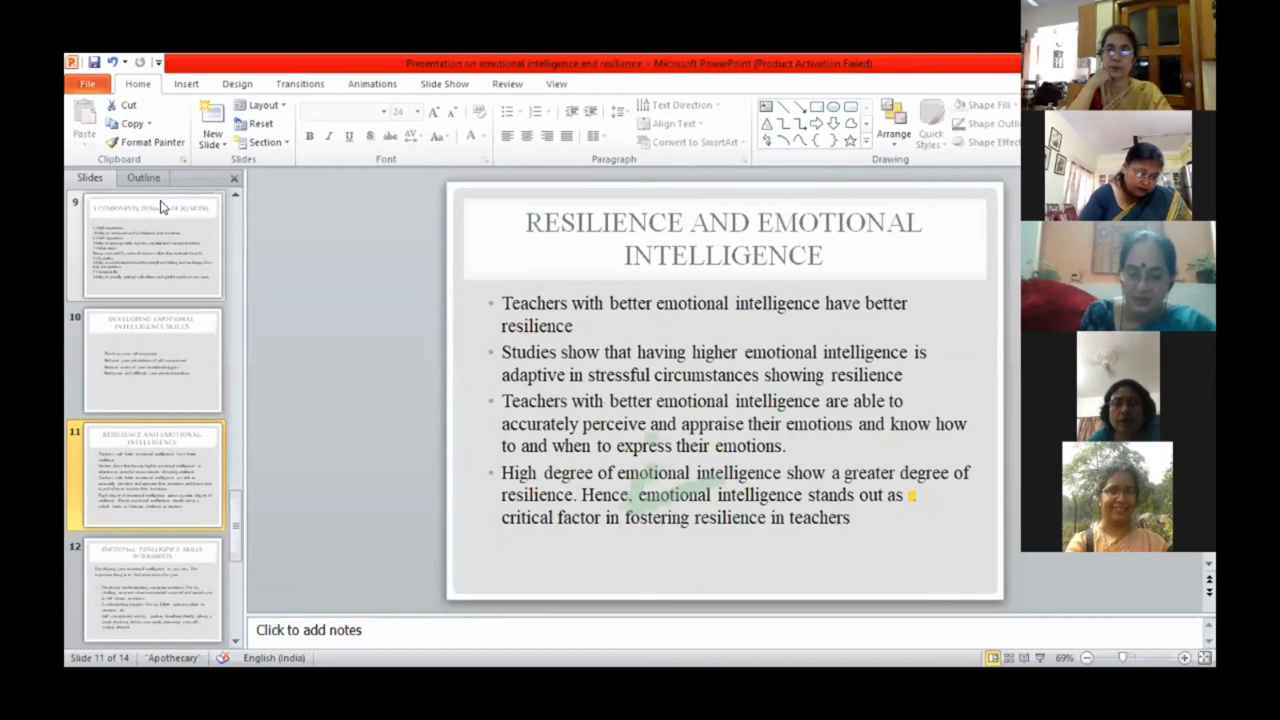 Presentation on emotional intelligence and resilience - Microsoft PowerPoint (Product Activation Failed)
File Home Insert Design Transitions Animations Slide Show Review View
Paste
Cut
Copy
Format Painter
Clipboard
New Slide
Layout
Reset
Section
Slides
24
Font
Text Direction
Align Text
Convert to SmartArt
Paragraph
Arrange
Quick Styles
Shape Fill
Shape
Shape
Drawing
Slides Outline
9
10
DEVELOPING EMOTIONAL
INTELLIGENCE SKILLS
11
RESILIENCE AND EMOTIONAL
INTELLIGENCE
12
EMOTIONAL INTELLIGENCE SKILLS
WORKSHEETS
RESILIENCE AND EMOTIONAL
INTELLIGENCE
Teachers with better emotional intelligence have better
resilience
Studies show that having higher emotional intelligence is
adaptive in stressful circumstances showing resilience
Teachers with better emotional intelligence are able to
accurately perceive and appraise their emotions and know how
to and when to express their emotions.
High degree of emotional intelligence show greater degree of
resilience. Hence, emotional intelligence stands out as a
critical factor in fostering resilience in teachers
Click to add notes
Slide 11 of 14 "Apothecary" English (India) 69%